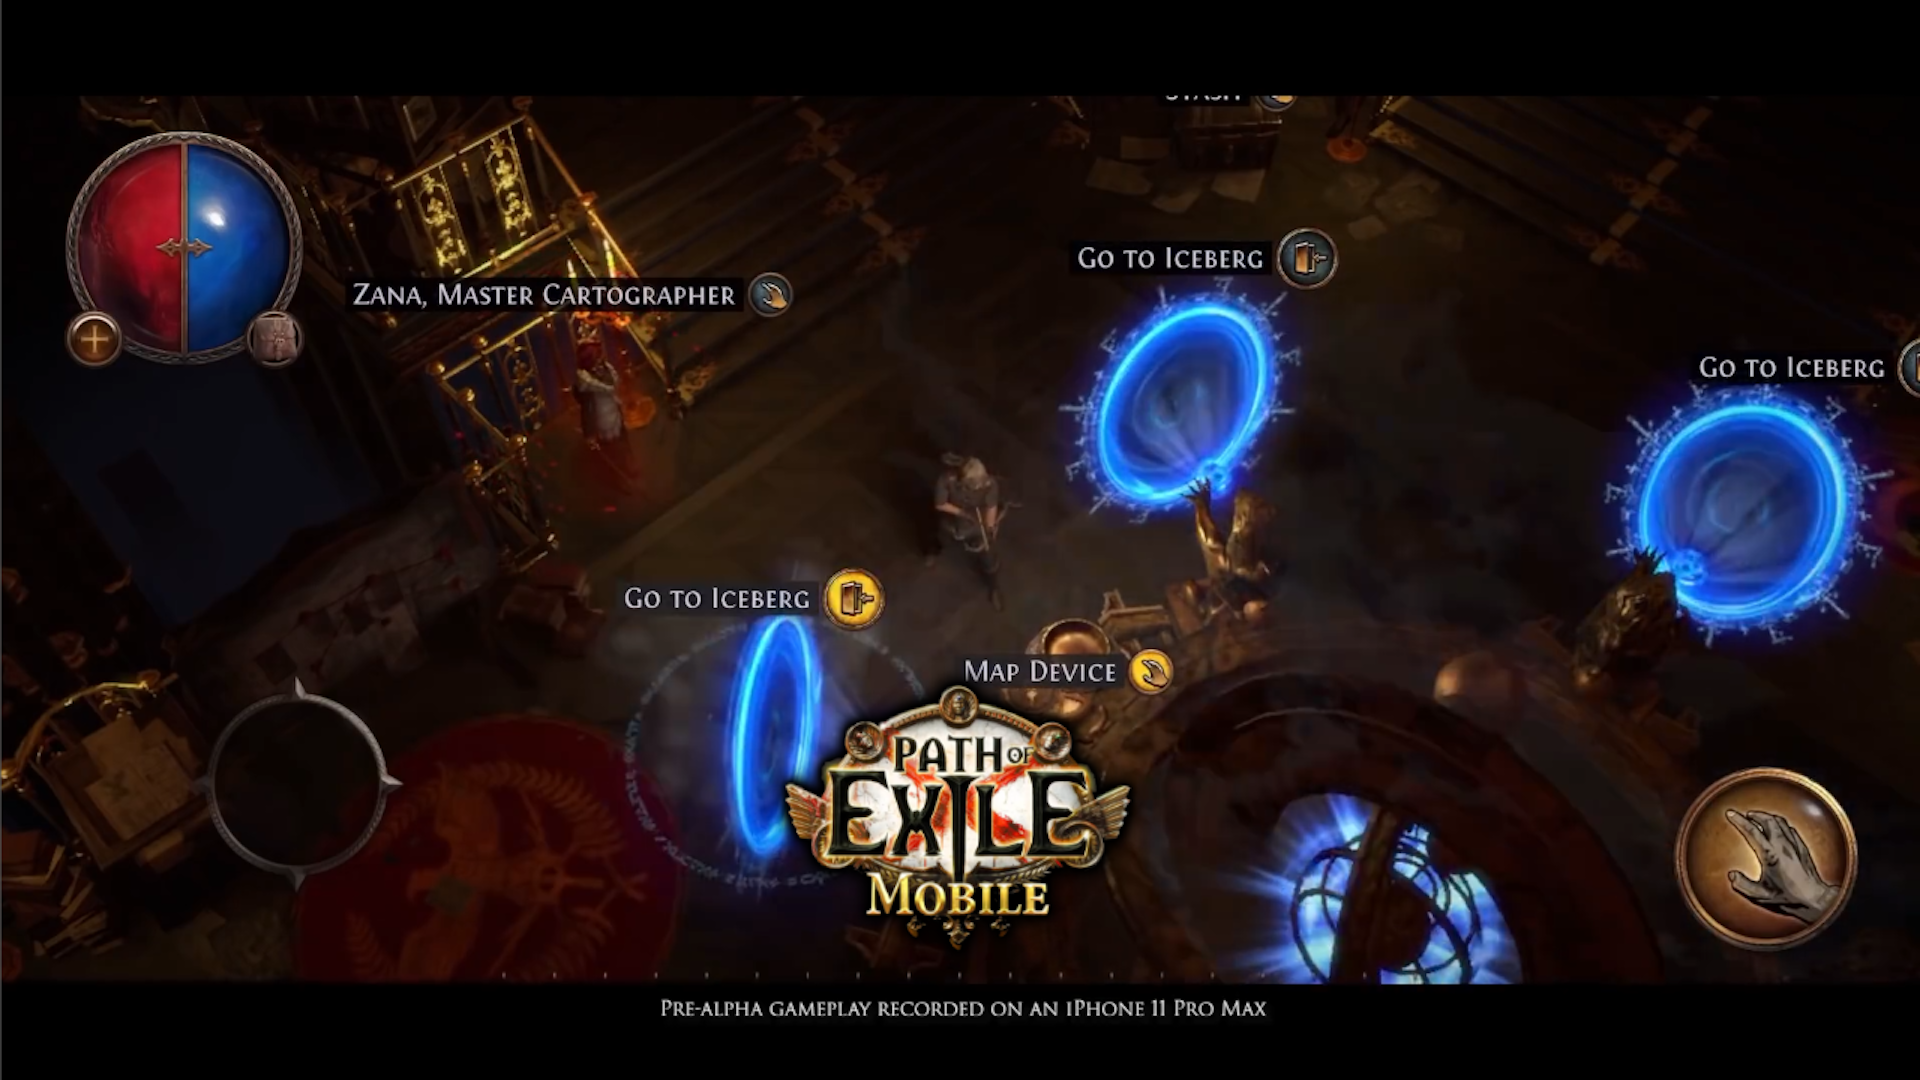 Stash
Go to Iceberg
Zana, Master Cartographer
Go to Iceberg
Go to Iceberg
Map Device
Path of
Exile
Mobile
Pre-alpha gameplay recorded on an iPhone 11 Pro Max